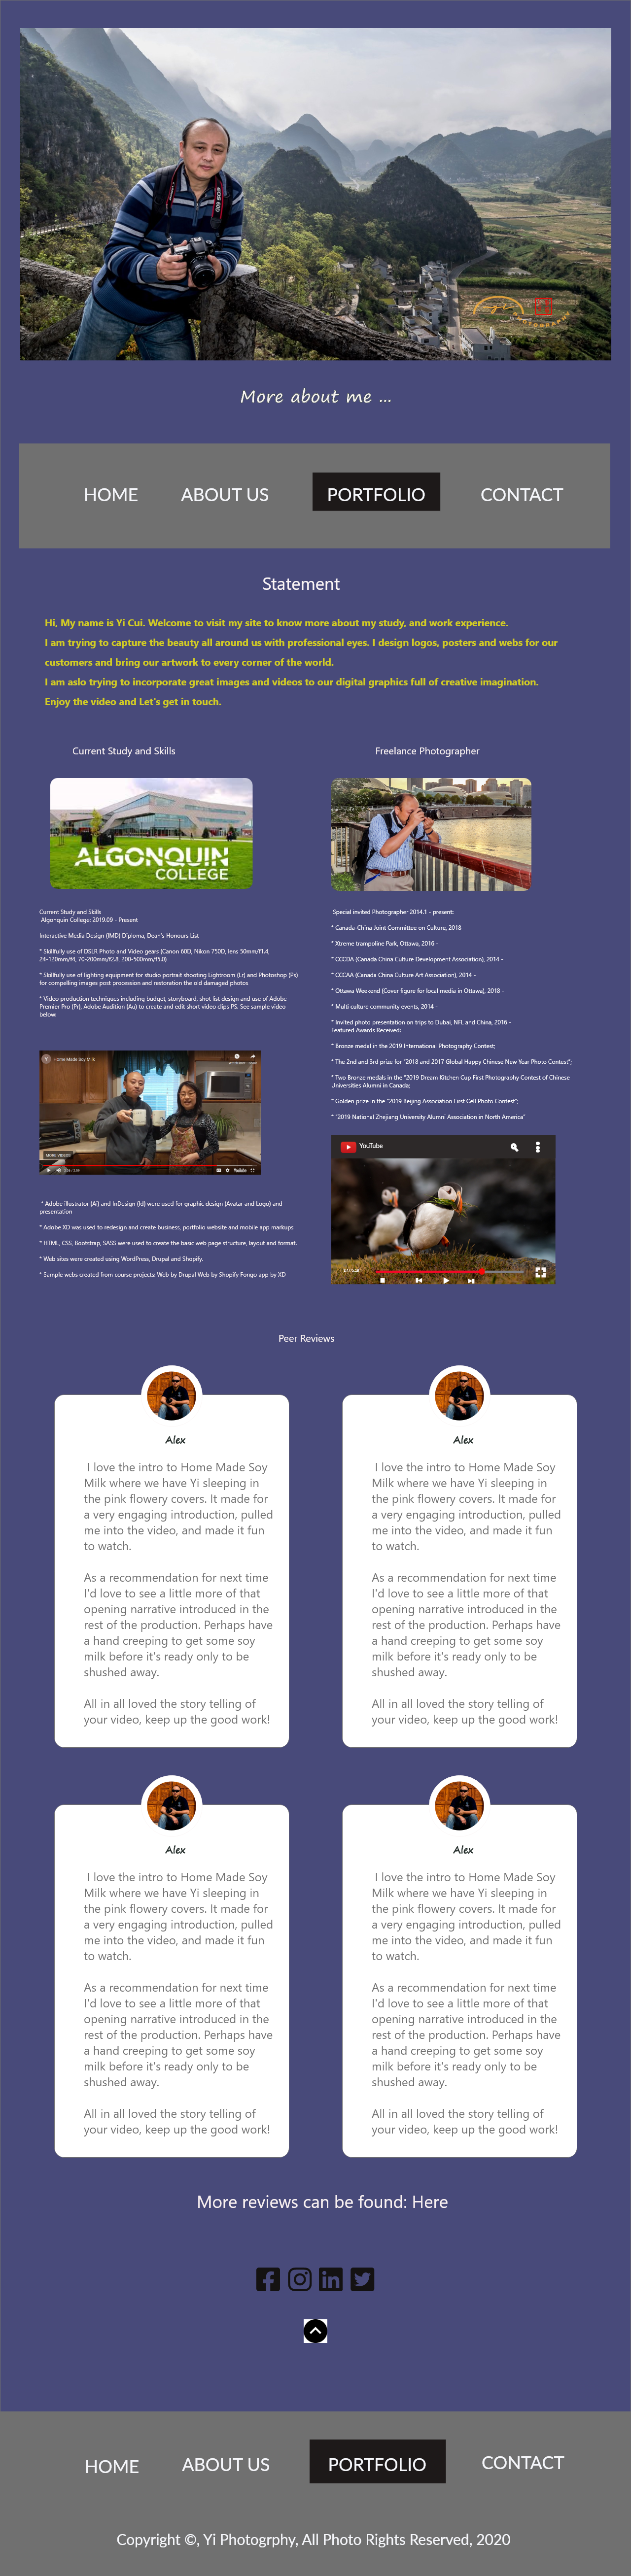 More about me ...
HOME ABOUT US PORTFOLIO CONTACT
Statement
Hi, My name is Yi Cui. Welcome to visit my site to know more about my study, and work experience.
I am trying to capture the beauty all around us with professional eyes. I design logos, posters and webs for our
customers and bring our artwork to every corner of the world.
I am aslo trying to incorporate great images and videos to our digital graphics full of creative imagination.
Enjoy the video and Let's get in touch.
Current Study and Skills
ALGONQUIN
COLLEGE
Current Study and Skills
Algonquin College: 2019.09 - Present
Interactive Media Design (IMD) Diploma, Dean's Honours List
* Skillfully use of DSLR Photo and Video gears (Canon 60D, Nikon 750D, lens 50mm/f1.4,
24-120mm/f4, 70-200mm/f2.8, 200-500mm/f5.0)
* Skillfully use of lighting equipment for studio portrait shooting Lightroom (Lr) and Photoshop (Ps)
for compelling images post procession and restoration the old damaged photos
* Video production techniques including budget, storyboard, shot list design and use of Adobe
Premier Pro (Pr), Adobe Audition (Au) to create and edit short video clips PS. See sample video
below:
Y Home Made Soy Milk
MORE VIDEOS
YouTube
* Adobe illustrator (Ai) and InDesign (Id) were used for graphic design (Avatar and Logo) and
presentation
* Adobe XD was used to redesign and create business, portfolio website and mobile app markups
* HTML, CSS, Bootstrap, SASS were used to create the basic web page structure, layout and format.
* Web sites were created using WordPress, Drupal and Shopify.
* Sample webs created from course projects: Web by Drupal Web by Shopify Fongo app by XD
Freelance Photographer
Special invited Photographer 2014.1 - present:
* Canada-China Joint Committee on Culture, 2018
* Xtreme trampoline Park, Ottawa, 2016 -
* CCCDA (Canada China Culture Development Association), 2014 -
* CCCAA (Canada China Culture Art Association), 2014 -
* Ottawa Weekend (Cover figure for local media in Ottawa), 2018 -
* Multi culture community events, 2014 -
* Invited photo presentation on trips to Dubai, NFL and China, 2016 -
Featured Awards Received:
* Bronze medal in the 2019 International Photography Contest;
* The 2nd and 3rd prize for "2018 and 2017 Global Happy Chinese New Year Photo Contest";
* Two Bronze medals in the "2019 Dream Kitchen Cup First Photography Contest of Chinese
Universities Alumni in Canada;
* Golden prize in the "2019 Beijing Association First Cell Photo Contest";
* "2019 National Zhejiang University Alumni Association in North America"
YouTube
Peer Reviews
Alex
I love the intro to Home Made Soy
Milk where we have Yi sleeping in
the pink flowery covers. It made for
a very engaging introduction, pulled
me into the video, and made it fun
to watch.
As a recommendation for next time
I'd love to see a little more of that
opening narrative introduced in the
rest of the production. Perhaps have
a hand creeping to get some soy
milk before it's ready only to be
shushed away.
All in all loved the story telling of
your video, keep up the good work!
Alex
I love the intro to Home Made Soy
Milk where we have Yi sleeping in
the pink flowery covers. It made for
a very engaging introduction, pulled
me into the video, and made it fun
to watch.
As a recommendation for next time
I'd love to see a little more of that
opening narrative introduced in the
rest of the production. Perhaps have
a hand creeping to get some soy
milk before it's ready only to be
shushed away.
All in all loved the story telling of
your video, keep up the good work!
Alex
I love the intro to Home Made Soy
Milk where we have Yi sleeping in
the pink flowery covers. It made for
a very engaging introduction, pulled
me into the video, and made it fun
to watch.
As a recommendation for next time
I'd love to see a little more of that
opening narrative introduced in the
rest of the production. Perhaps have
a hand creeping to get some soy
milk before it's ready only to be
shushed away.
All in all loved the story telling of
your video, keep up the good work!
Alex
I love the intro to Home Made Soy
Milk where we have Yi sleeping in
the pink flowery covers. It made for
a very engaging introduction, pulled
me into the video, and made it fun
to watch.
As a recommendation for next time
I'd love to see a little more of that
opening narrative introduced in the
rest of the production. Perhaps have
a hand creeping to get some soy
milk before it's ready only to be
shushed away.
All in all loved the story telling of
your video, keep up the good work!
More reviews can be found: Here
HOME ABOUT US PORTFOLIO CONTACT
Copyright ©, Yi Photogrphy, All Photo Rights Reserved, 2020